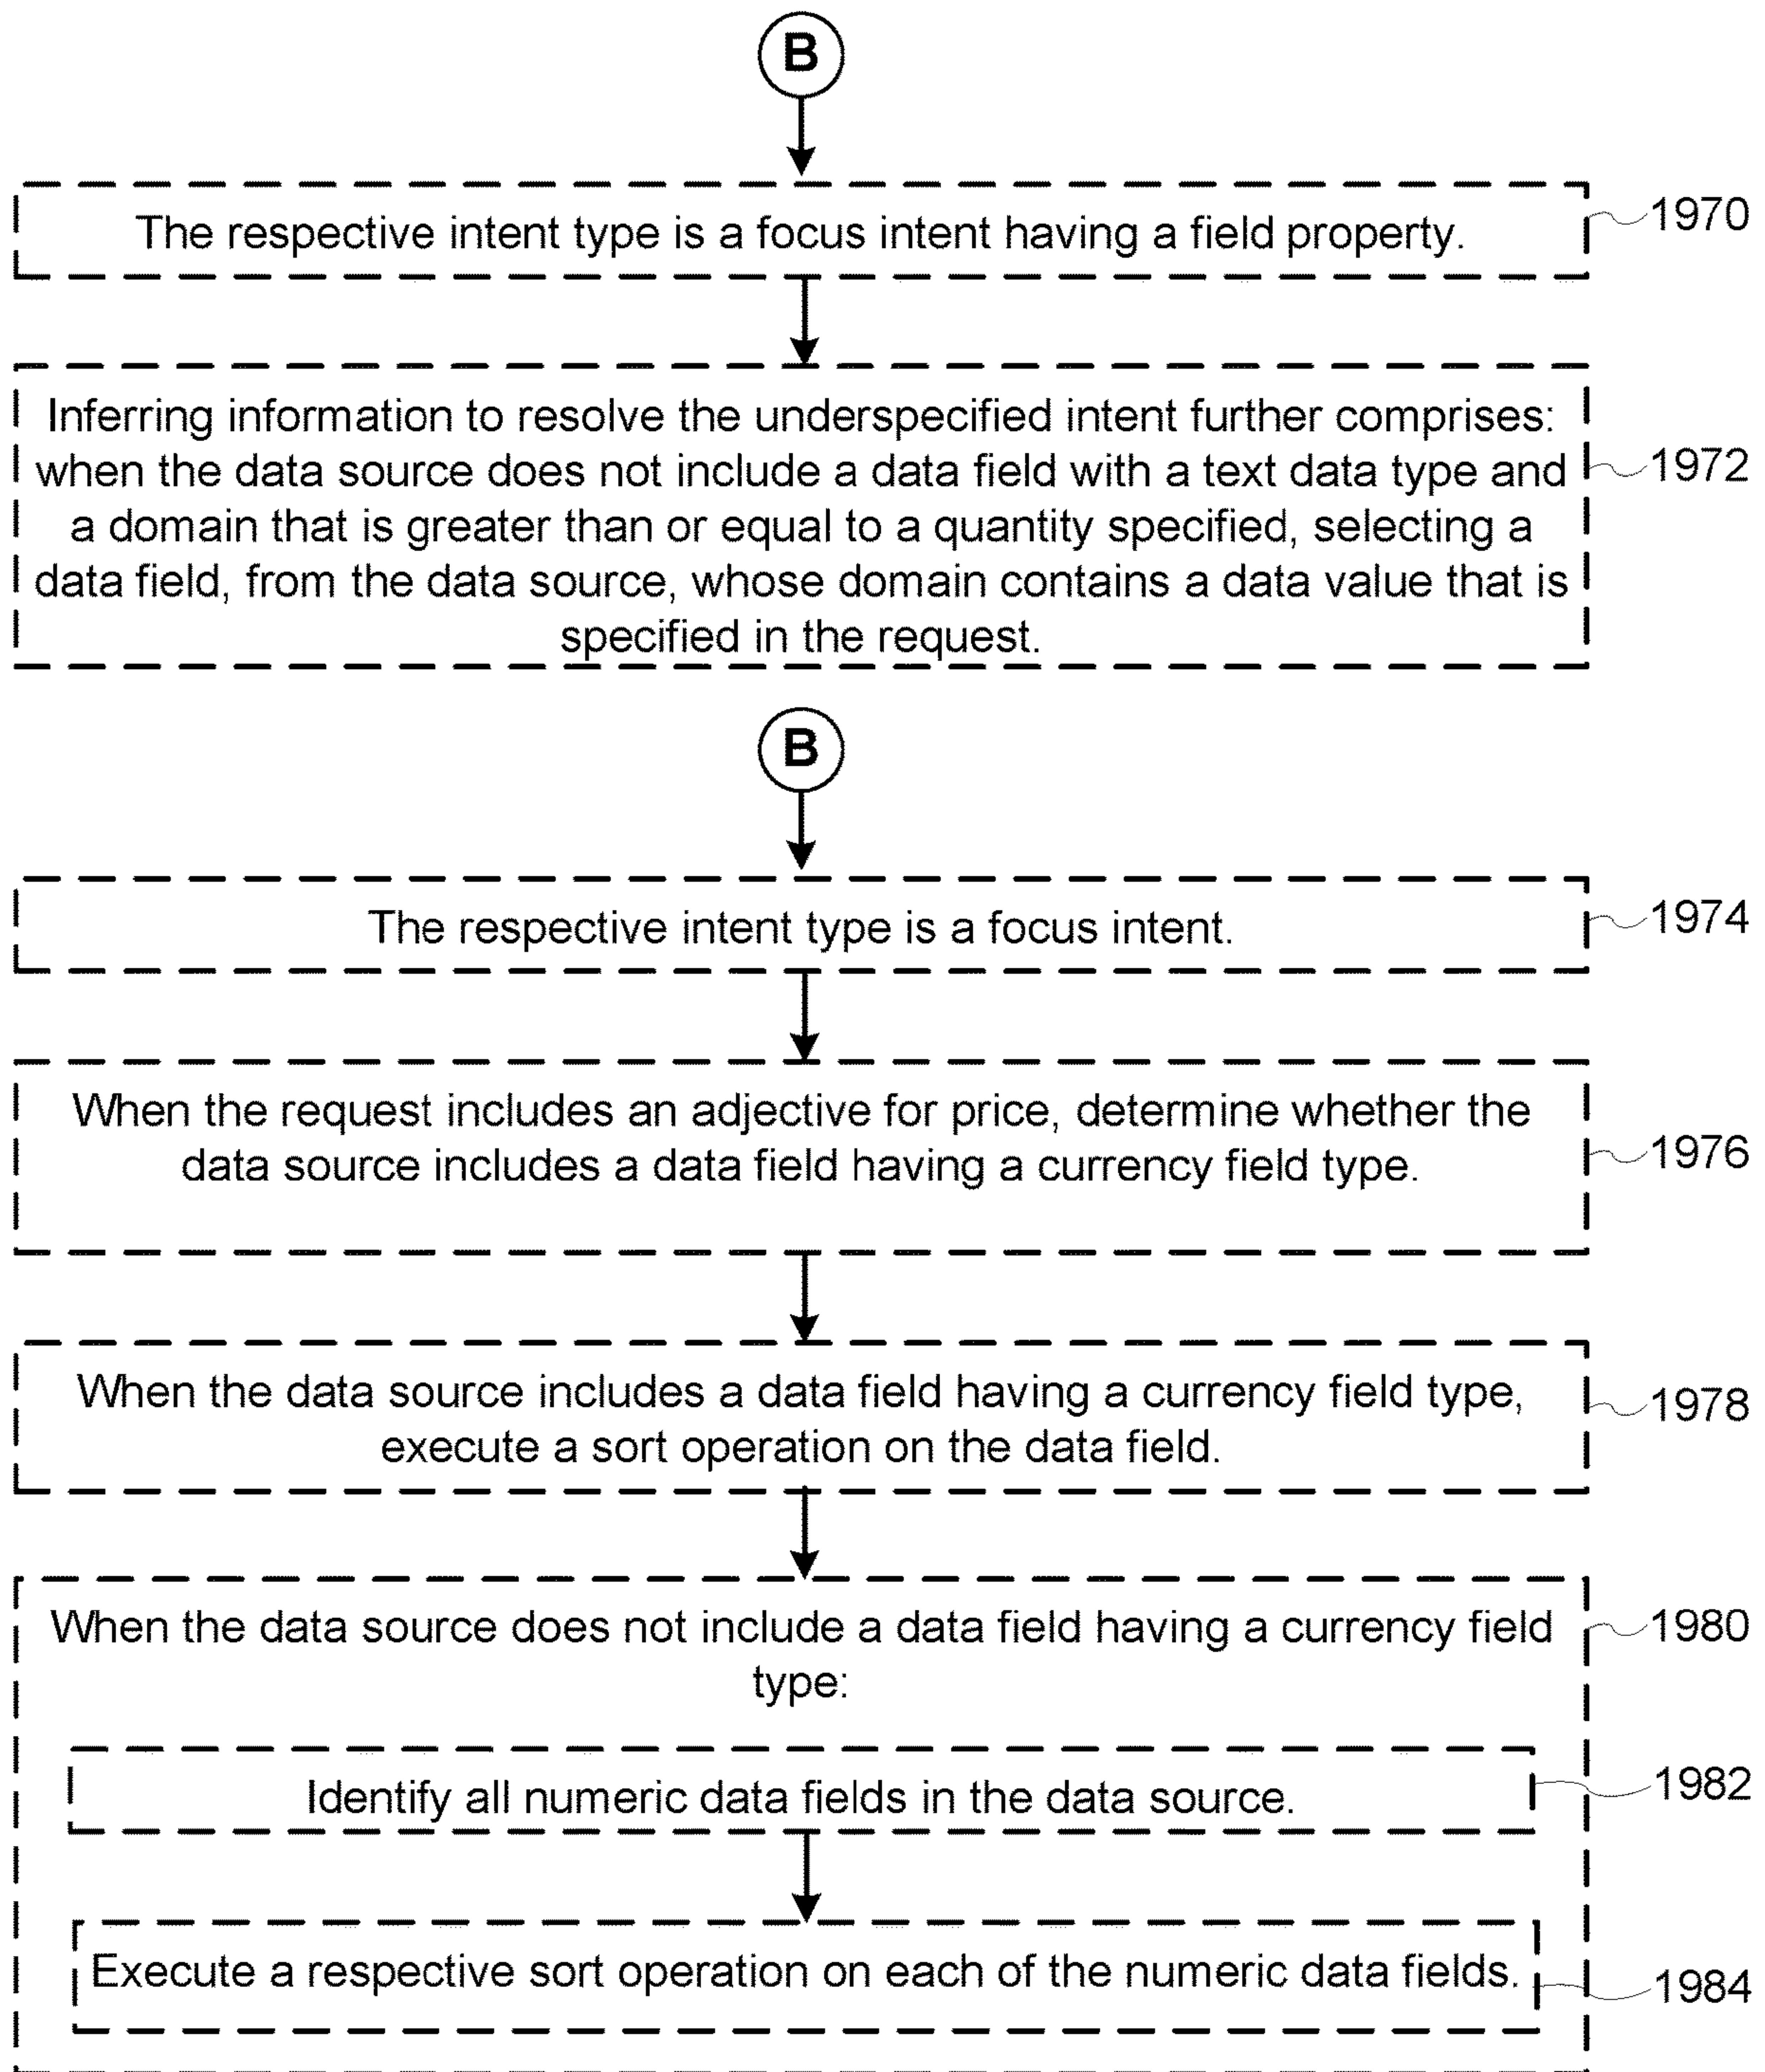 B
The respective intent type is a focus intent having a field property.
1970
Inferring information to resolve the underspecified intent further comprises:
when the data source does not include a data field with a text data type and
a domain that is greater than or equal to a quantity specified, selecting a
data field, from the data source, whose domain contains a data value that is
specified in the request.
1972
B
The respective intent type is a focus intent.
1974
When the request includes an adjective for price, determine whether the
data source includes a data field having a currency field type.
1976
When the data source includes a data field having a currency field type,
execute a sort operation on the data field.
1978
When the data source does not include a data field having a currency field
type:
1980
Identify all numeric data fields in the data source.
1982
Execute a respective sort operation on each of the numeric data fields.
1984